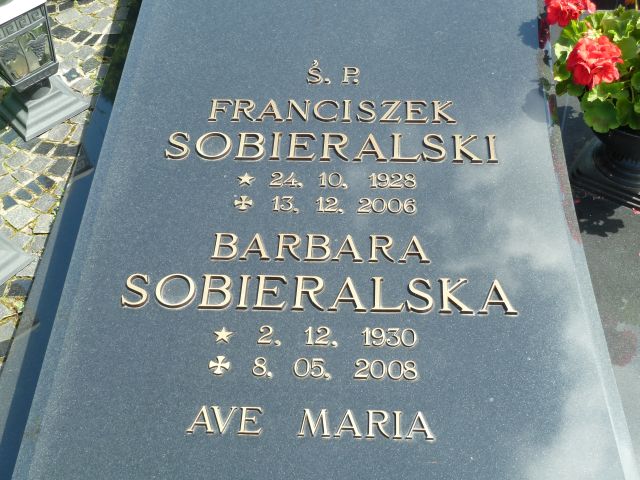 Ś. P.
FRANCISZEK
SOBIERALSKI
★ 24. 10. 1928
✠ 13. 12. 2006
BARBARA
SOBIERALSKA
★ 2. 12. 1930
✠ 8. 05. 2008
AVE MARIA